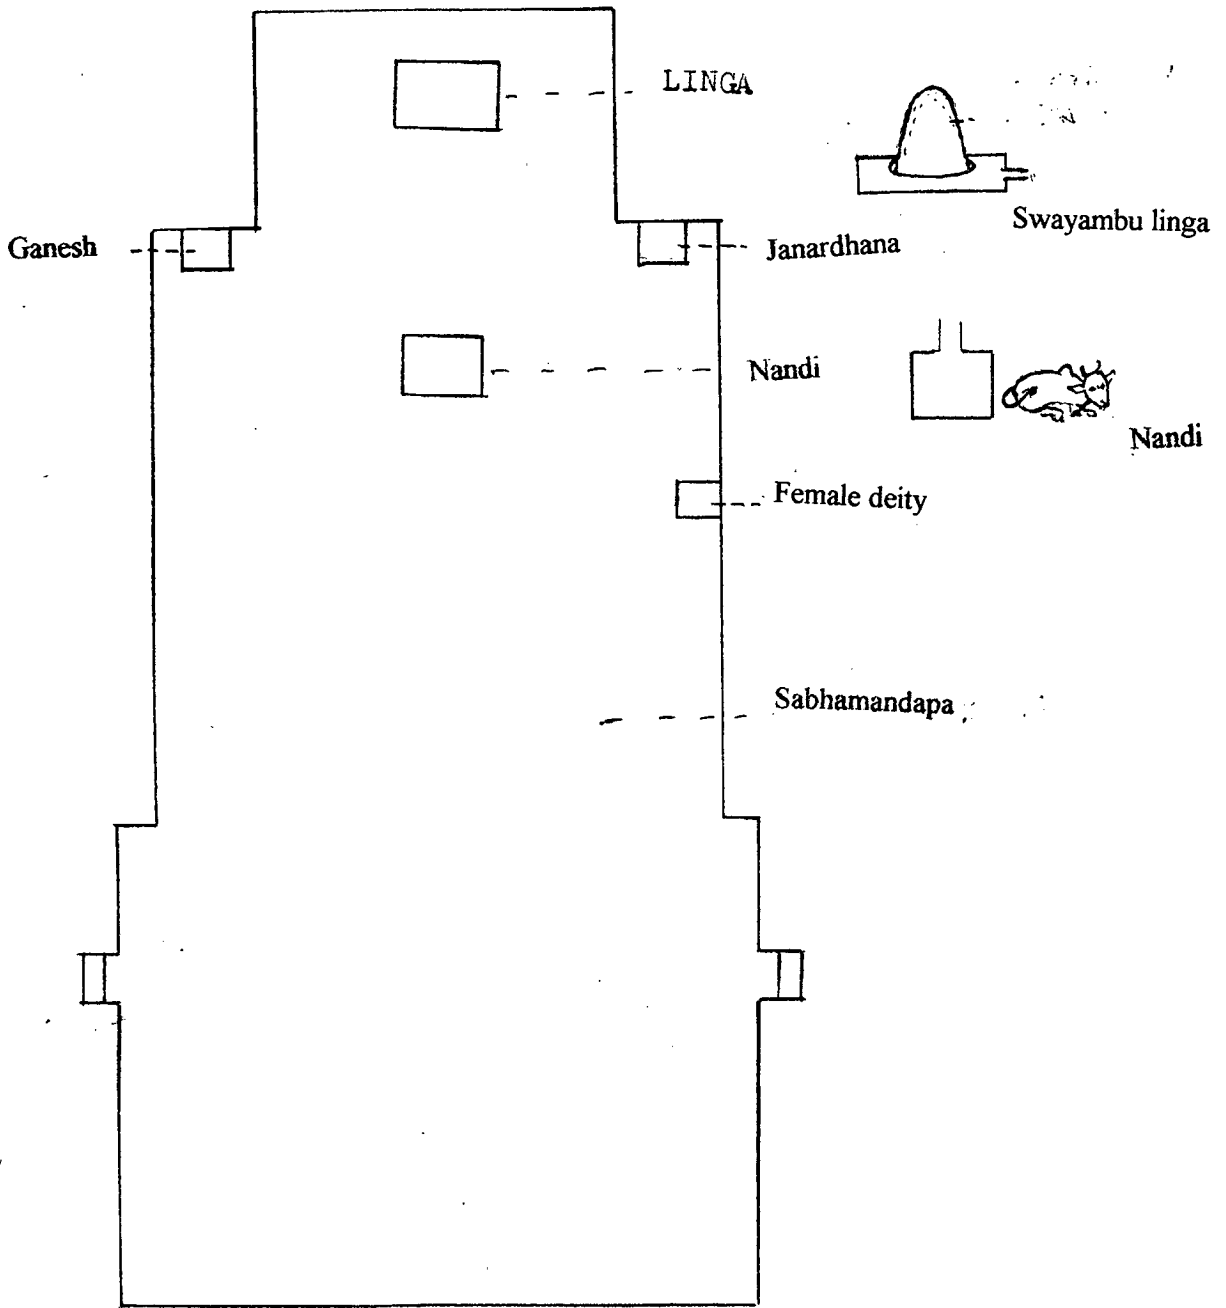 LINGA
Swayambu linga
Ganesh
Janardhana
Nandi
Nandi
Female deity
Sabhamandapa